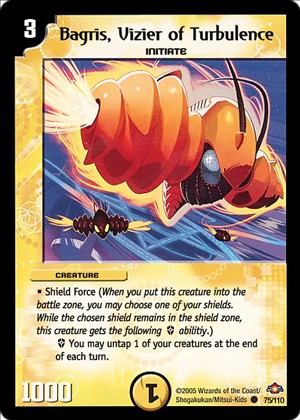 3
Bagris, Vizier of Turbulence
INITIATE
CREATURE
▪ Shield Force (When you put this creature into the
battle zone, you may choose one of your shields.
While the chosen shield remains in the shield zone,
this creature gets the following abilitiy.)
You may untap 1 of your creatures at the end
of each turn.
1000
1
©2005 Wizards of the Coast/
Shogakukan/Mitsui-Kids
75/110